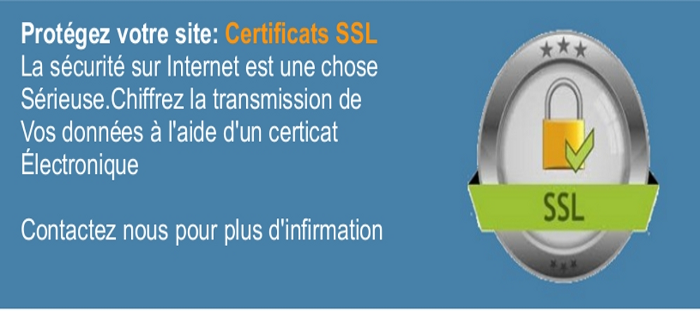 Protégez votre site: Certificats SSL
La sécurité sur Internet est une chose
Sérieuse.Chiffrez la transmission de
Vos données à l'aide d'un certicat
Électronique
Contactez nous pour plus d'infirmation
SSL